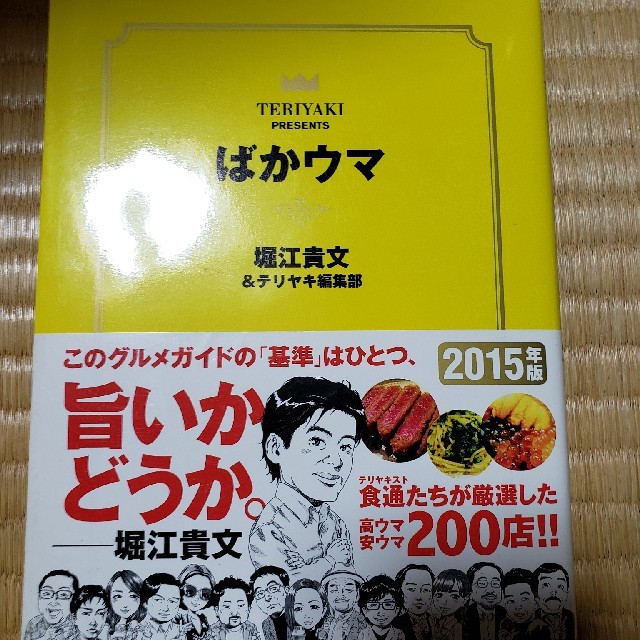 TERIYAKI
PRESENTS
ばかウマ
堀江貴文
&テリヤキ編集部
このグルメガイドの「基準」はひとつ、
2015年版
旨いか
どうか。
──堀江貴文
テリヤキスト
食通たちが厳選した
高ウマ
安ウマ
200店!!